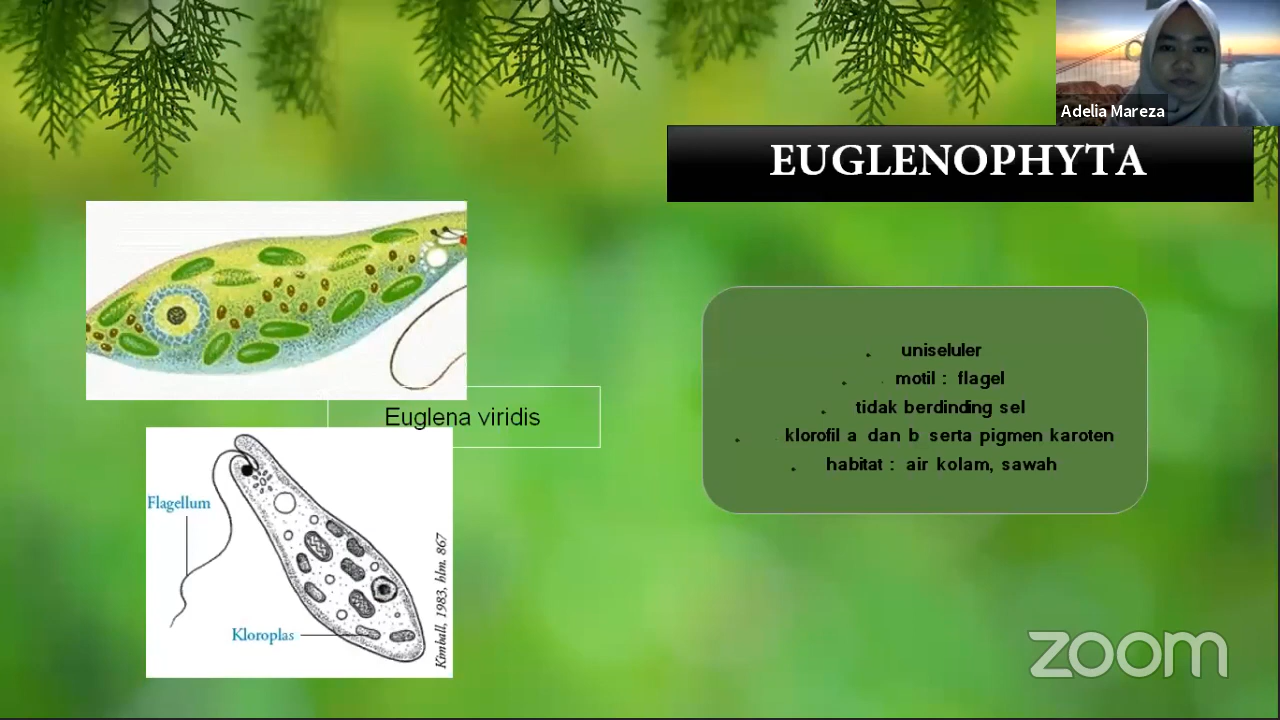 Adelia Mareza
EUGLENOPHYTA
Euglena viridis
Flagellum
Kloroplas
Kimball, 1983, hlm. 867
• uniseluler
• motil : flagel
• tidak berdinding sel
• klorofil a dan b serta pigmen karoten
• habitat : air kolam, sawah
zoom